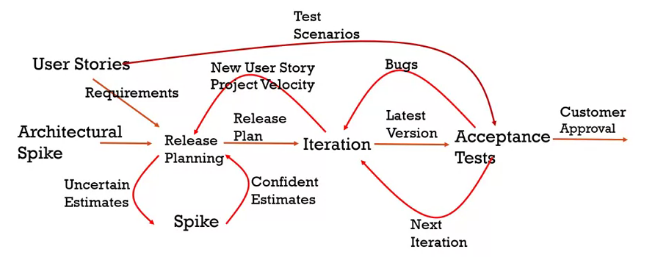 Test
Scenarios
User Stories
New User Story
Project Velocity
Bugs
Requirements
Architectural
Spike
Release
Planning
Release
Plan
Iteration
Latest
Version
Acceptance
Tests
Customer
Approval
Uncertain
Estimates
Confident
Estimates
Spike
Next
Iteration